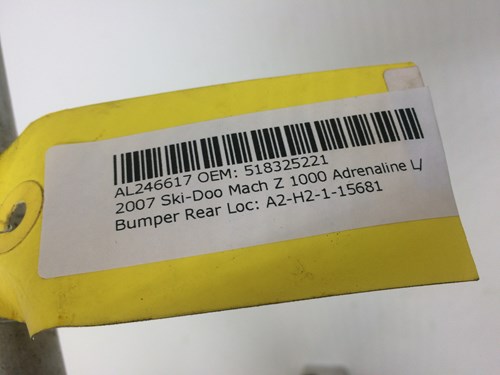 AL246617 OEM: 518325221
2007 Ski-Doo Mach Z 1000 Adrenaline L/
Bumper Rear Loc: A2-H2-1-15681